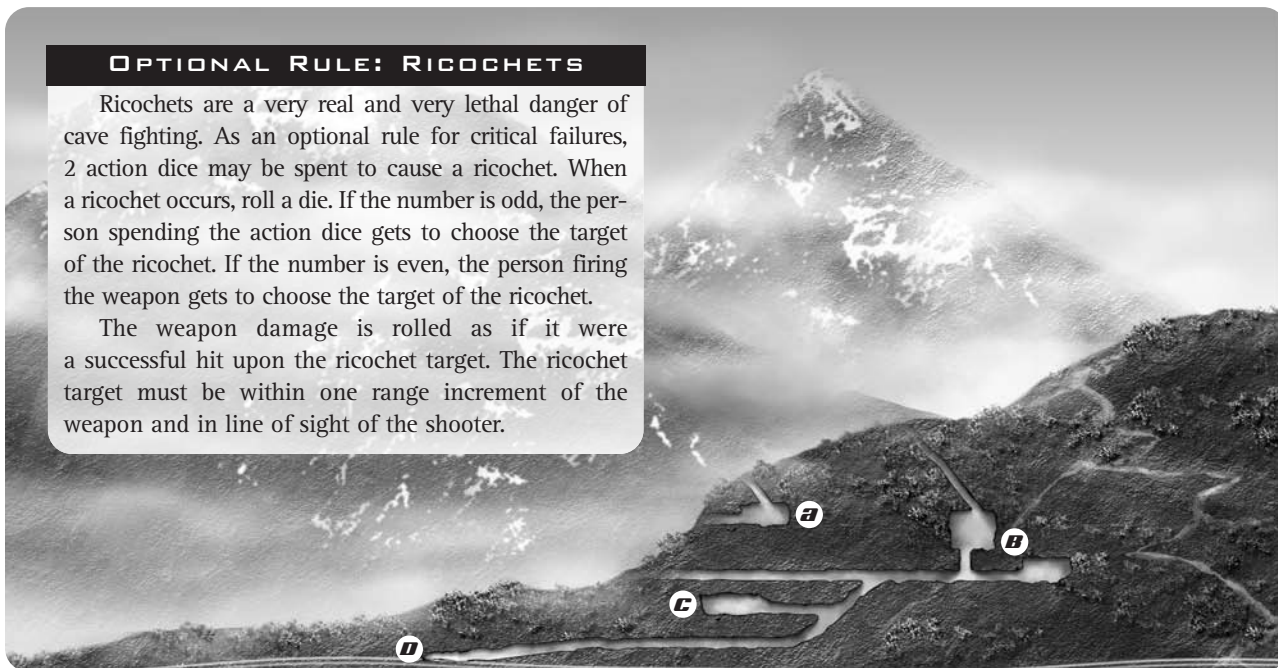 OPTIONAL RULE: RICOCHETS
Ricochets are a very real and very lethal danger of
cave fighting. As an optional rule for critical failures,
2 action dice may be spent to cause a ricochet. When
a ricochet occurs, roll a die. If the number is odd, the per-
son spending the action dice gets to choose the target
of the ricochet. If the number is even, the person firing
the weapon gets to choose the target of the ricochet.
The weapon damage is rolled as if it were
a successful hit upon the ricochet target. The ricochet
target must be within one range increment of the
weapon and in line of sight of the shooter.
a
B
C
D